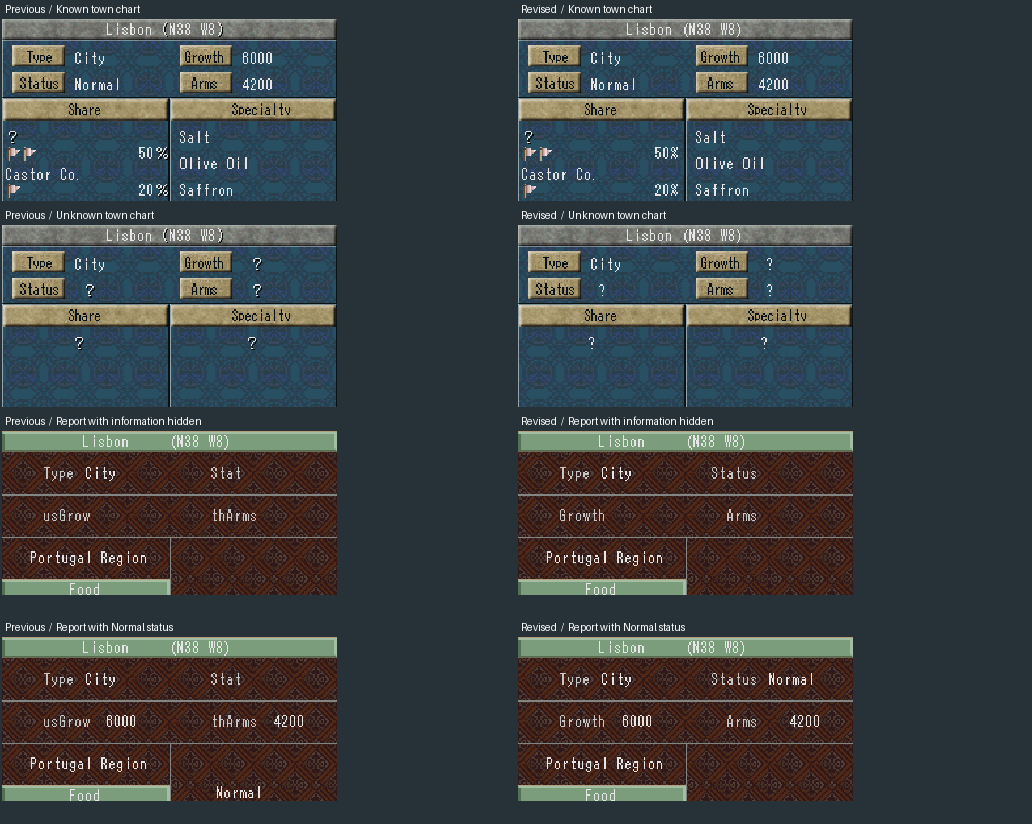 Previous / Known town chart
Lisbon (N38 W8)
Type City Growth 6000
Status Normal Arms 4200
Share Specialty
? Salt
50%
Castor Co. Olive Oil
20% Saffron
Revised / Known town chart
Lisbon (N38 W8)
Type City Growth 6000
Status Normal Arms 4200
Share Specialty
? Salt
50%
Castor Co. Olive Oil
20% Saffron
Previous / Unknown town chart
Lisbon (N38 W8)
Type City Growth ?
Status ? Arms ?
Share Specialty
? ?
Revised / Unknown town chart
Lisbon (N38 W8)
Type City Growth ?
Status ? Arms ?
Share Specialty
? ?
Previous / Report with information hidden
Lisbon (N38 W8)
Type City Stat
usGrow thArms
Portugal Region
Food
Revised / Report with information hidden
Lisbon (N38 W8)
Type City Status
Growth Arms
Portugal Region
Food
Previous / Report with Normal status
Lisbon (N38 W8)
Type City Stat
usGrow 6000 thArms 4200
Portugal Region
Food Normal
Revised / Report with Normal status
Lisbon (N38 W8)
Type City Status Normal
Growth 6000 Arms 4200
Portugal Region
Food